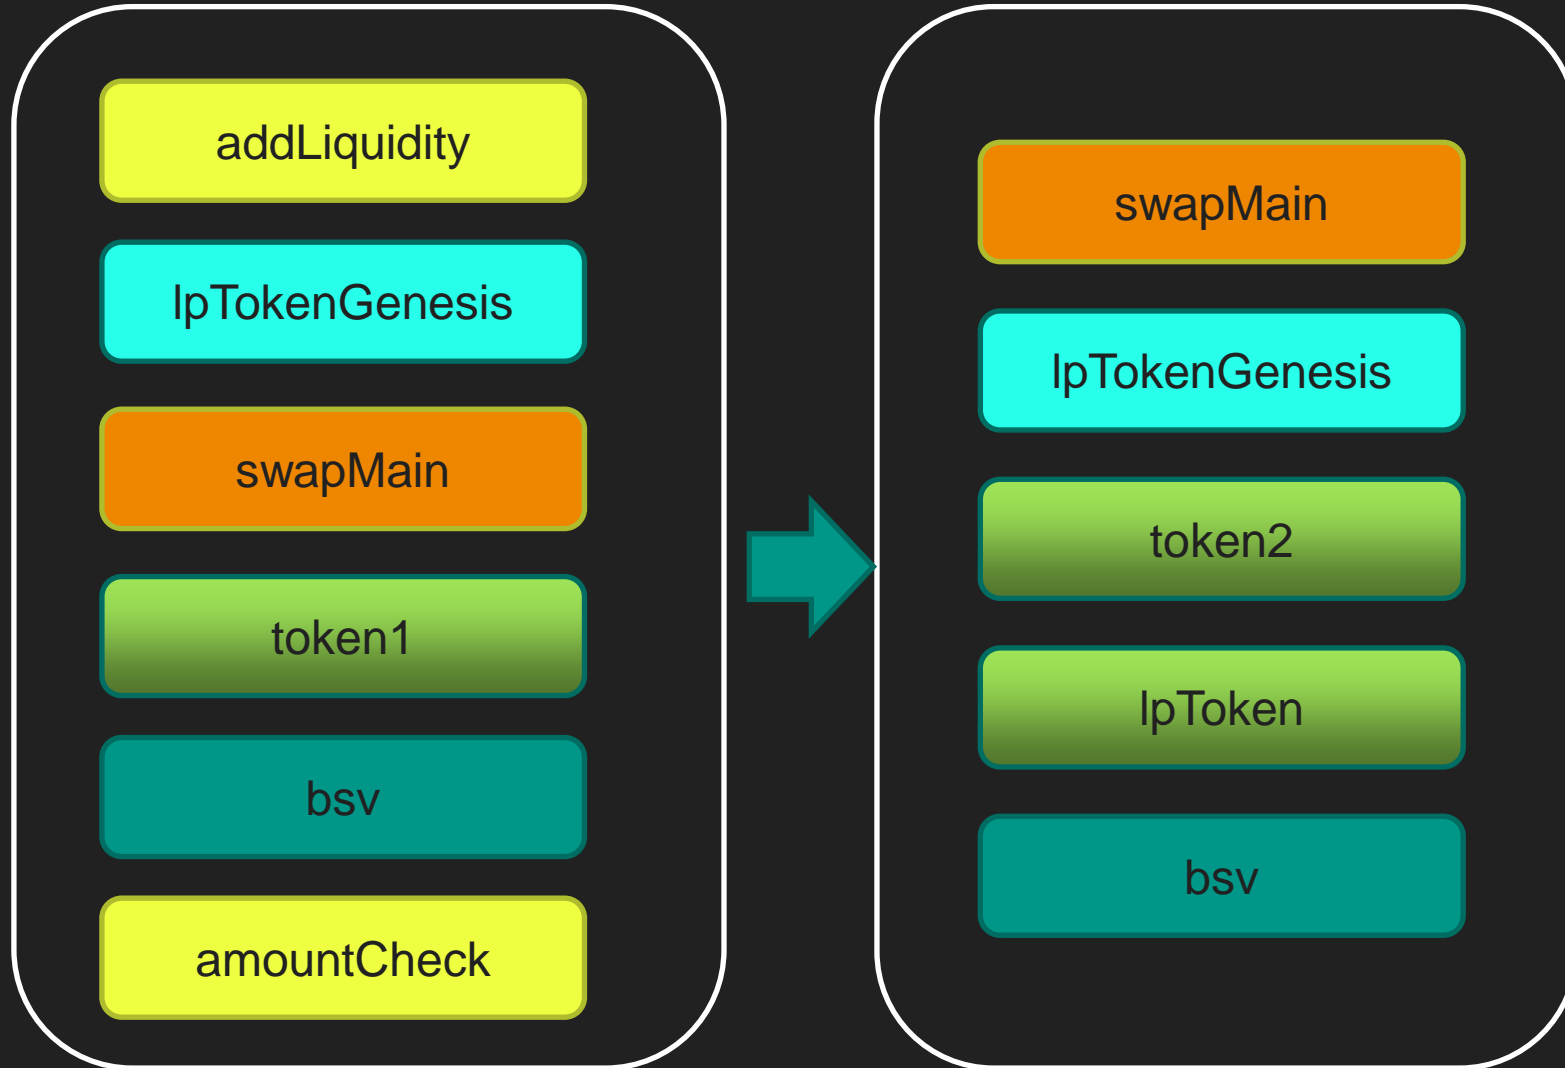 addLiquidity
lpTokenGenesis
swapMain
token1
bsv
amountCheck
swapMain
lpTokenGenesis
token2
lpToken
bsv